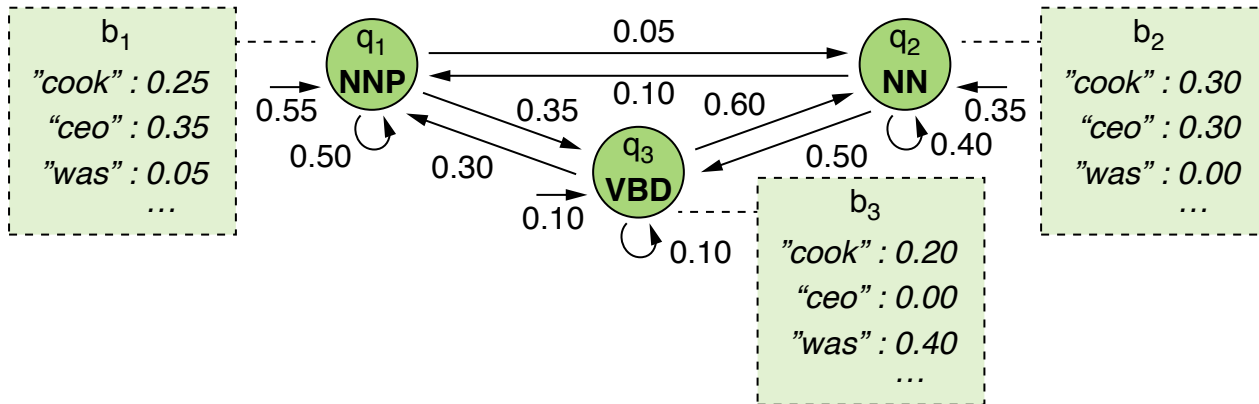 b1
”cook” : 0.25
“ceo” : 0.35
”was” : 0.05
...
q1
NNP
0.55
0.50
0.05
0.10
0.35
0.30
0.60
0.50
q2
NN
0.35
0.40
q3
VBD
0.10
0.10
b2
”cook” : 0.30
“ceo” : 0.30
”was” : 0.00
...
b3
”cook” : 0.20
“ceo” : 0.00
”was” : 0.40
...